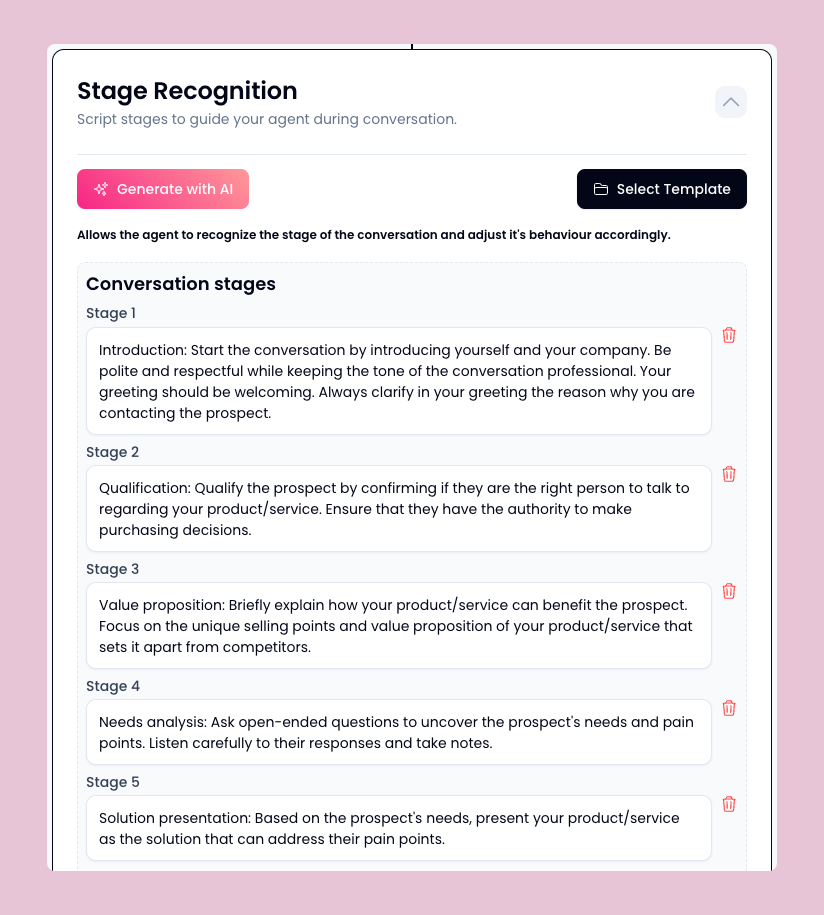 Stage Recognition
Script stages to guide your agent during conversation.
Generate with AI
Select Template
Allows the agent to recognize the stage of the conversation and adjust it's behaviour accordingly.
Conversation stages
Stage 1
Introduction: Start the conversation by introducing yourself and your company. Be
polite and respectful while keeping the tone of the conversation professional. Your
greeting should be welcoming. Always clarify in your greeting the reason why you are
contacting the prospect.
Stage 2
Qualification: Qualify the prospect by confirming if they are the right person to talk to
regarding your product/service. Ensure that they have the authority to make
purchasing decisions.
Stage 3
Value proposition: Briefly explain how your product/service can benefit the prospect.
Focus on the unique selling points and value proposition of your product/service that
sets it apart from competitors.
Stage 4
Needs analysis: Ask open-ended questions to uncover the prospect's needs and pain
points. Listen carefully to their responses and take notes.
Stage 5
Solution presentation: Based on the prospect's needs, present your product/service
as the solution that can address their pain points.